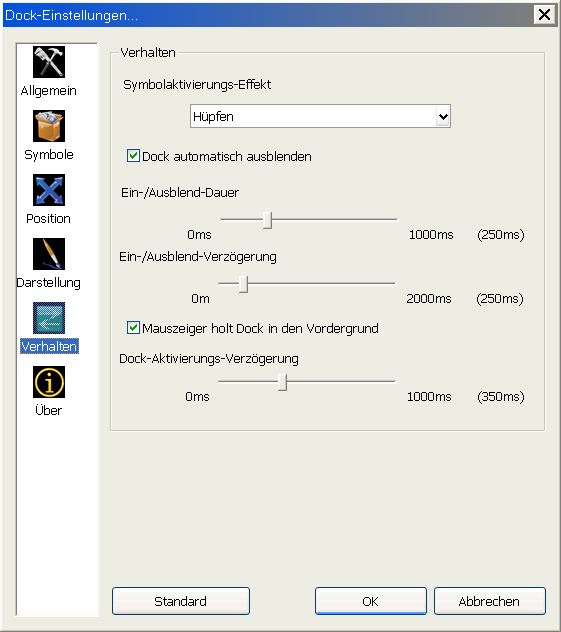 Dock-Einstellungen...
Allgemein
Symbole
Position
Darstellung
Verhalten
Über
Verhalten
Symbolaktivierungs-Effekt
Hüpfen
Dock automatisch ausblenden
Ein-/Ausblend-Dauer
0ms 1000ms (250ms)
Ein-/Ausblend-Verzögerung
0m 2000ms (250ms)
Mauszeiger holt Dock in den Vordergrund
Dock-Aktivierungs-Verzögerung
0ms 1000ms (350ms)
Standard OK Abbrechen